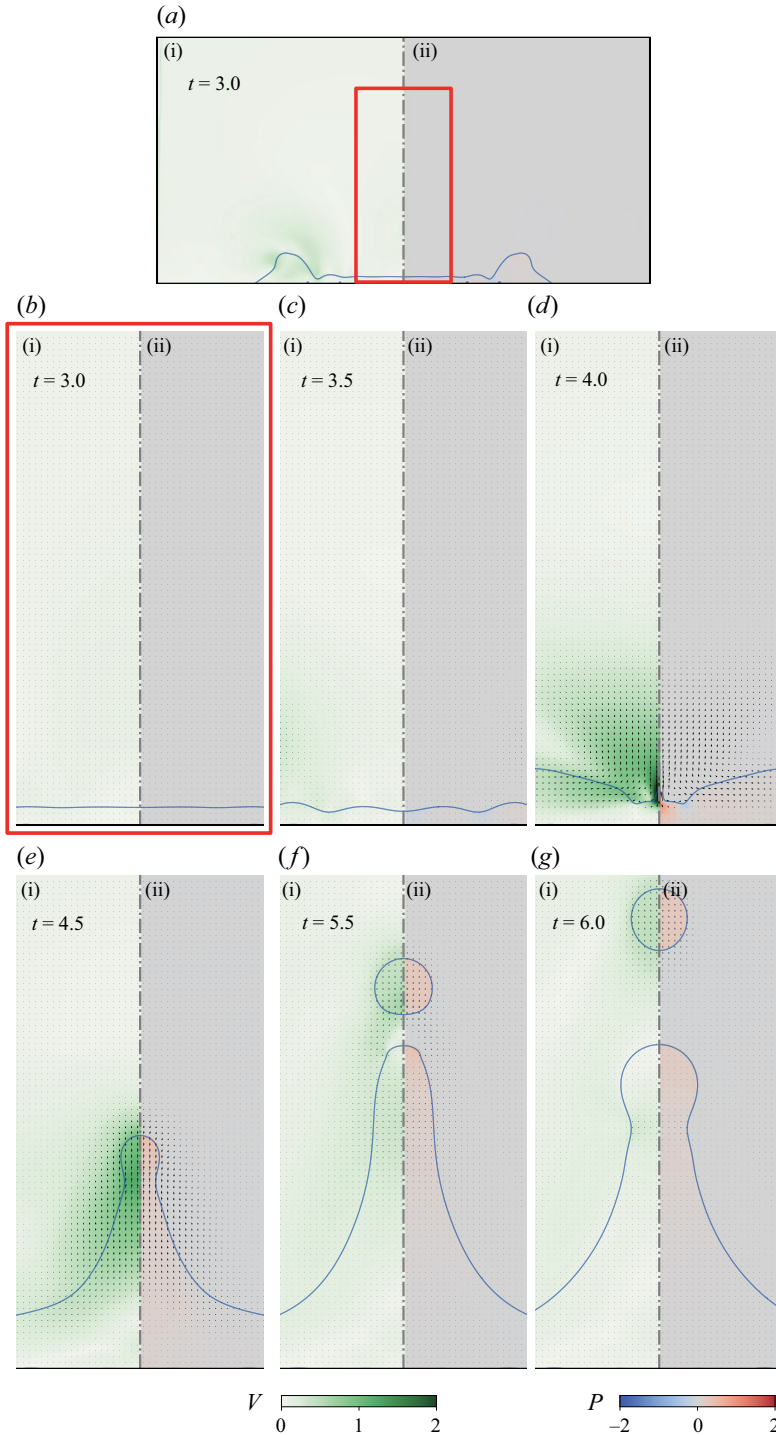 (a)
(i) (ii)
t = 3.0
(b) (c) (d)
(i) (ii) (i) (ii) (i) (ii)
t = 3.0 t = 3.5 t = 4.0
(e) (f) (g)
(i) (ii) (i) (ii) (i) (ii)
t = 4.5 t = 5.5 t = 6.0
V P
0 1 2 −2 0 2